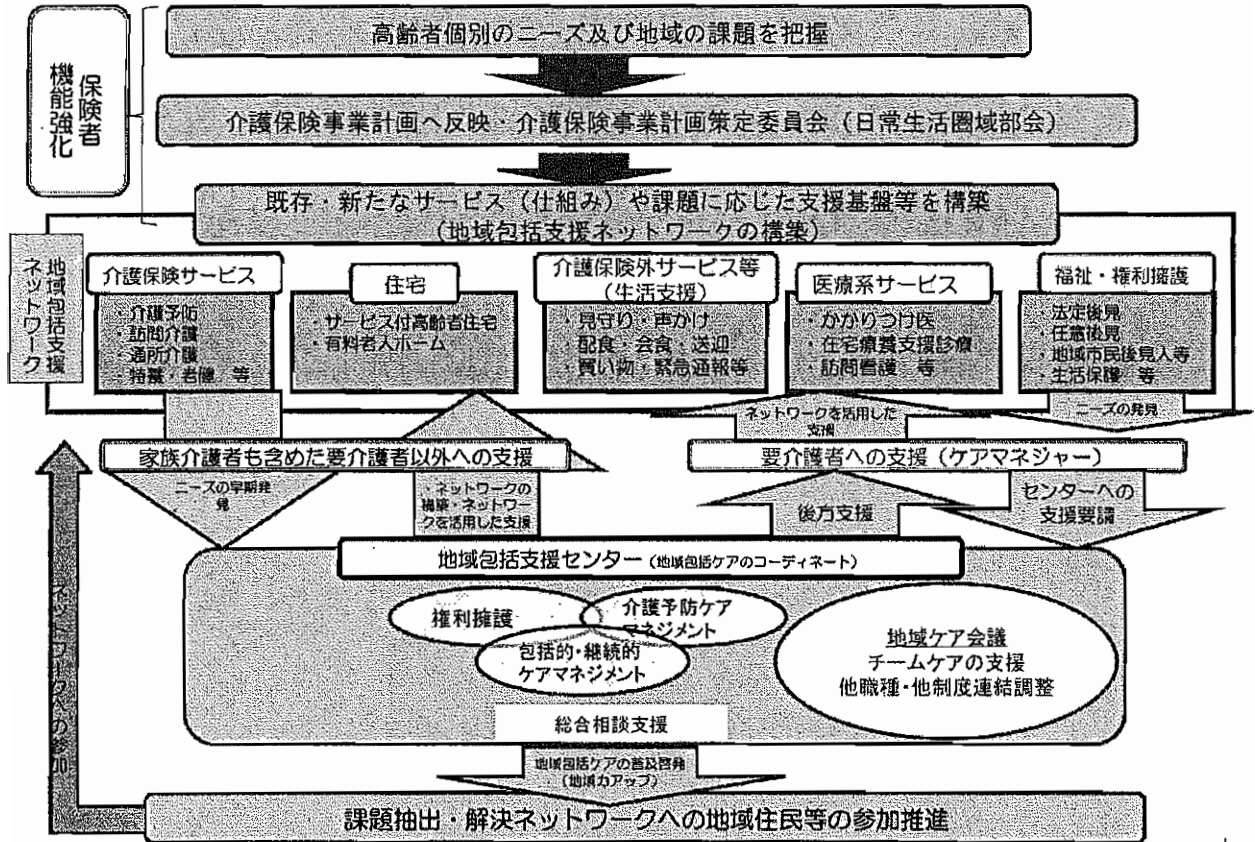 保険者
機能強化
高齢者個別のニーズ及び地域の課題を把握
介護保険事業計画へ反映・介護保険事業計画策定委員会（日常生活圏域部会）
既存・新たなサービス（仕組み）や課題に応じた支援基盤等を構築
（地域包括支援ネットワークの構築）
地域包括支援
ネットワーク
介護保険サービス
・介護予防
・訪問介護
・通所介護
・特養・老健 等
住宅
・サービス付高齢者住宅
・有料老人ホーム
介護保険外サービス等
（生活支援）
・見守り・声かけ
・配食・会食・送迎
・買い物・緊急通報等
医療系サービス
・かかりつけ医
・住宅療養支援診療
・訪問看護 等
福祉・権利擁護
・法定後見
・任意後見
・地域市民後見人等
・生活保護 等
ネットワークを活用した
支援
ニーズの発見
家族介護者も含めた要介護者以外への支援
要介護者への支援（ケアマネジャー）
ニーズの早期発
見
・ネットワークの
構築・ネットワー
クを活用した支援
後方支援
センターへの
支援要請
地域包括支援センター（地域包括ケアのコーディネート）
権利擁護
介護予防ケア
マネジメント
包括的・継続的
ケアマネジメント
地域ケア会議
チームケアの支援
他職種・他制度連結調整
総合相談支援
ネットワークへの参加
地域包括ケアの普及啓発
（地域力アップ）
課題抽出・解決ネットワークへの地域住民等の参加推進